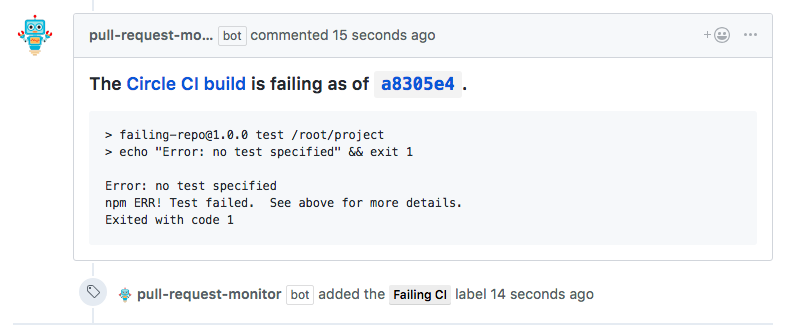 pull-request-mo... bot commented 15 seconds ago
The Circle CI build is failing as of a8305e4 .
> failing-repo@1.0.0 test /root/project
> echo "Error: no test specified" && exit 1
Error: no test specified
npm ERR! Test failed.  See above for more details.
Exited with code 1
pull-request-monitor bot added the Failing CI label 14 seconds ago